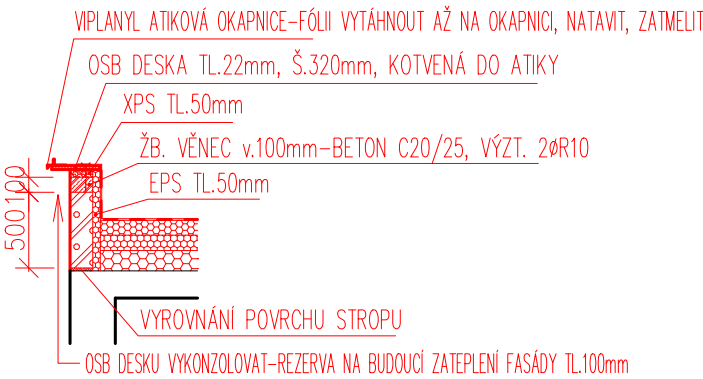 VIPLANYL ATIKOVÁ OKAPNICE-FÓLII VYTÁHNOUT AŽ NA OKAPNICI, NATAVIT, ZATMELIT
OSB DESKA TL.22mm, Š.320mm, KOTVENÁ DO ATIKY
XPS TL.50mm
ŽB. VĚNEC v.100mm-BETON C20/25, VÝZT. 2øR10
EPS TL.50mm
100
500
VYROVNÁNÍ POVRCHU STROPU
OSB DESKU VYKONZOLOVAT-REZERVA NA BUDOUCÍ ZATEPLENÍ FASÁDY TL.100mm